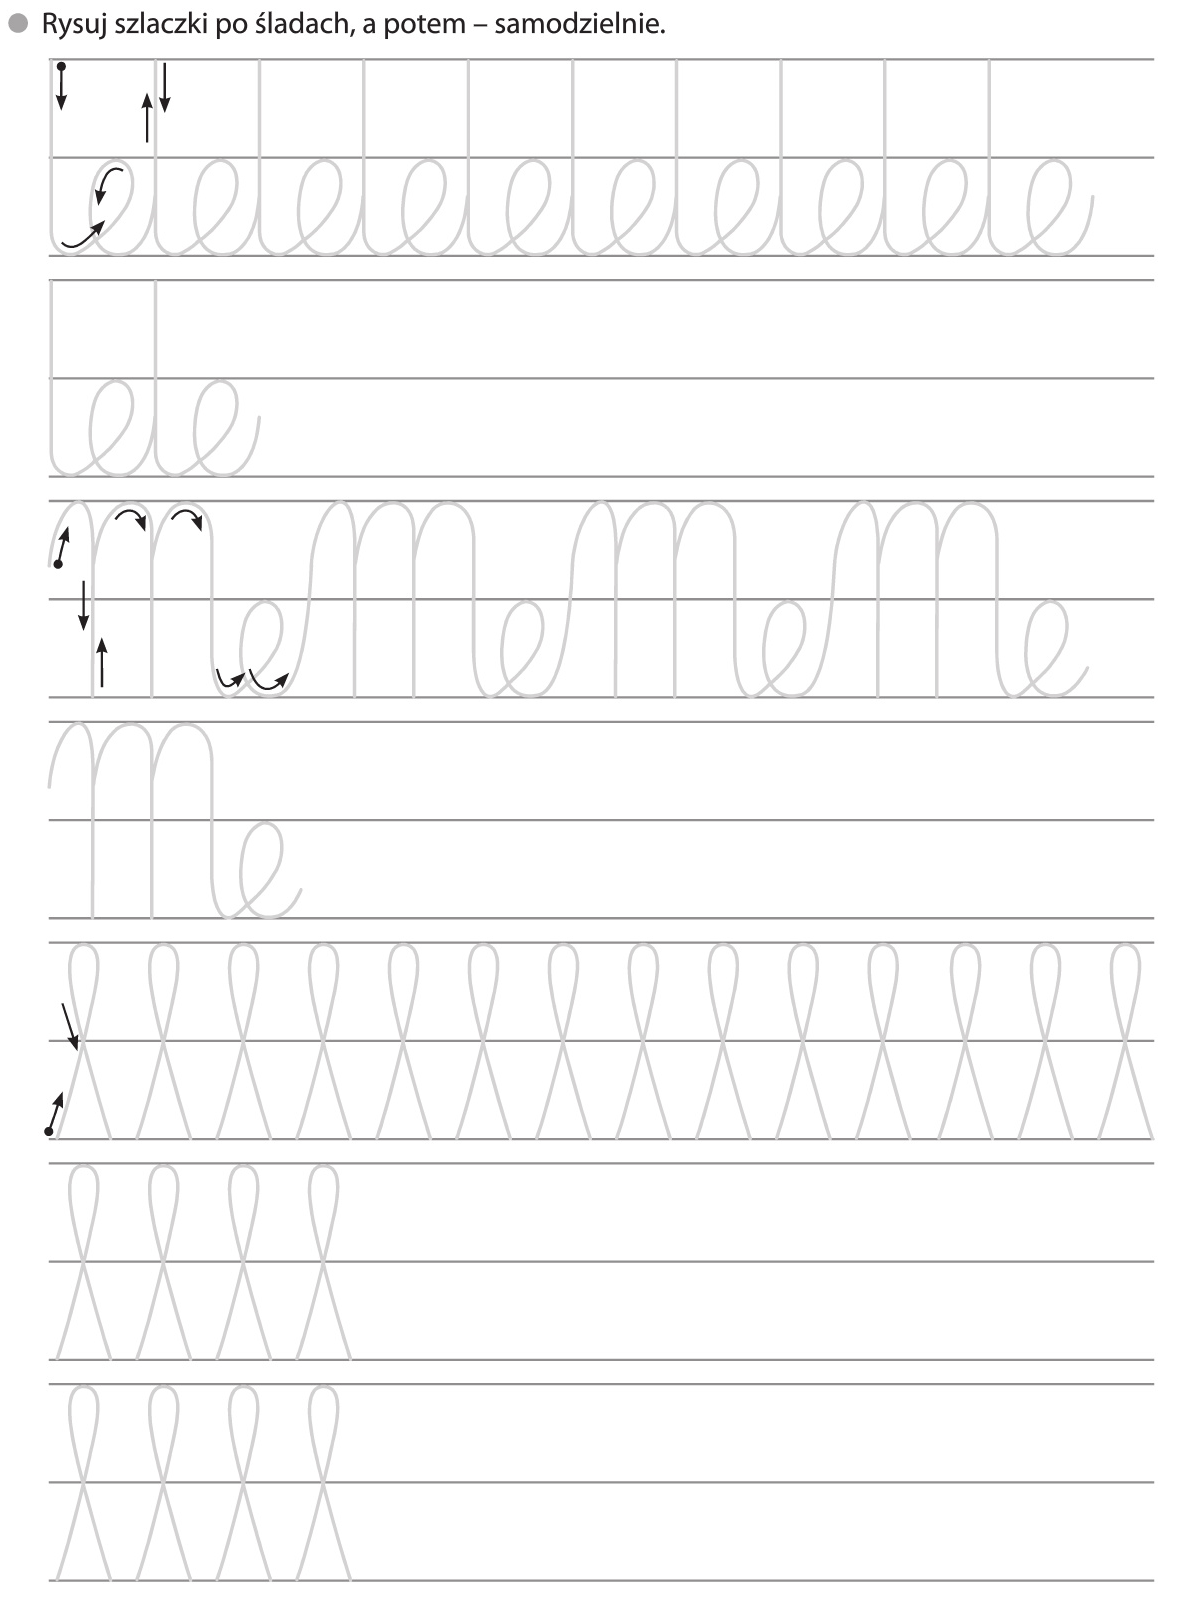 Rysuj szlaczki po śladach, a potem – samodzielnie.